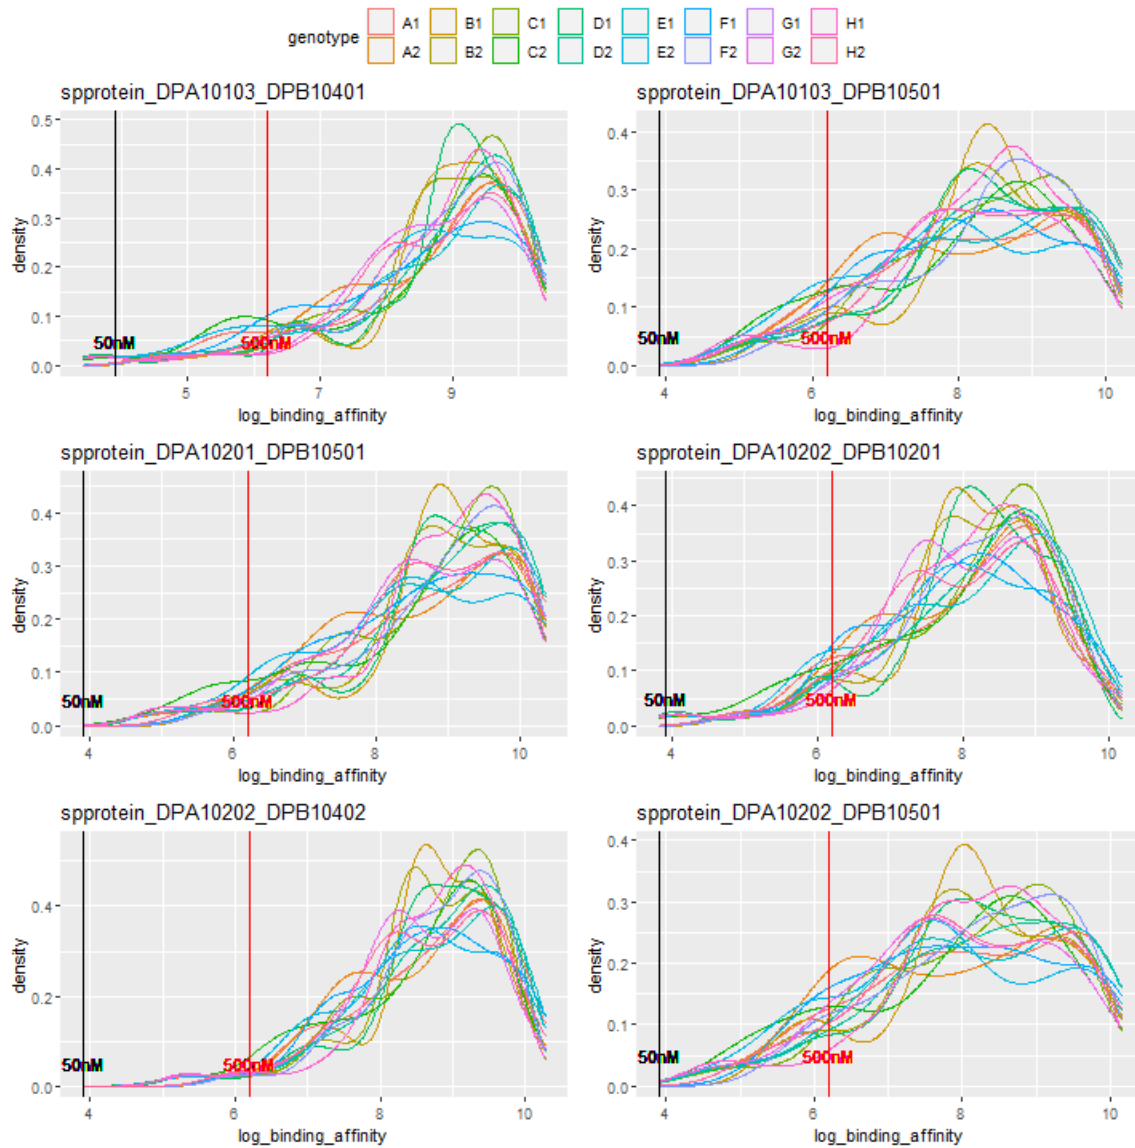 genotype A1 B1 C1 D1 E1 F1 G1 H1
A2 B2 C2 D2 E2 F2 G2 H2
spprotein_DPA10103_DPB10401
0.5
0.4
0.3
0.2
0.1
0.0
density
50nM 500nM
5 7 9
log_binding_affinity
spprotein_DPA10103_DPB10501
0.4
0.3
0.2
0.1
0.0
density
50nM 500nM
4 6 8 10
log_binding_affinity
spprotein_DPA10201_DPB10501
0.4
0.3
0.2
0.1
0.0
density
50nM 500nM
4 6 8 10
log_binding_affinity
spprotein_DPA10202_DPB10201
0.4
0.3
0.2
0.1
0.0
density
50nM 500nM
4 6 8 10
log_binding_affinity
spprotein_DPA10202_DPB10402
0.4
0.2
0.0
density
50nM 500nM
4 6 8 10
log_binding_affinity
spprotein_DPA10202_DPB10501
0.4
0.3
0.2
0.1
0.0
density
50nM 500nM
4 6 8 10
log_binding_affinity